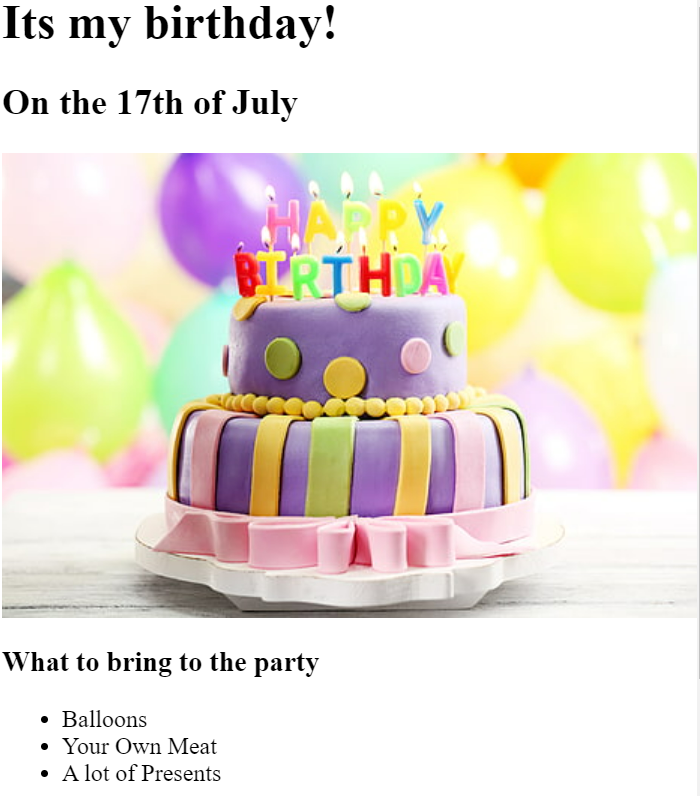 Its my birthday!
On the 17th of July
HAPPY
BIRTHDAY
What to bring to the party
Balloons
Your Own Meat
A lot of Presents